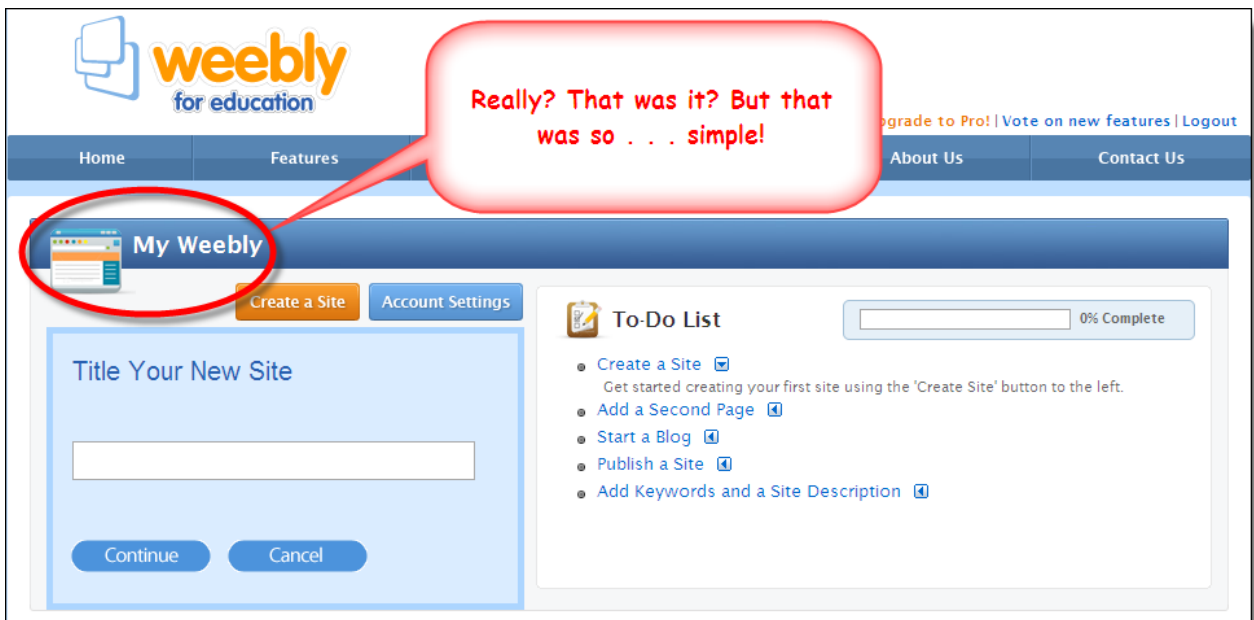 weebly
for education
Really? That was it? But that
was so . . . simple!
to Pro! | Vote on new features | Logout
Home Features About Us Contact Us
My Weebly
Create a Site Account Settings
To-Do List 0% Complete
Title Your New Site
Create a Site
Get started creating your first site using the 'Create Site' button to the left.
Add a Second Page
Start a Blog
Publish a Site
Add Keywords and a Site Description
Continue Cancel